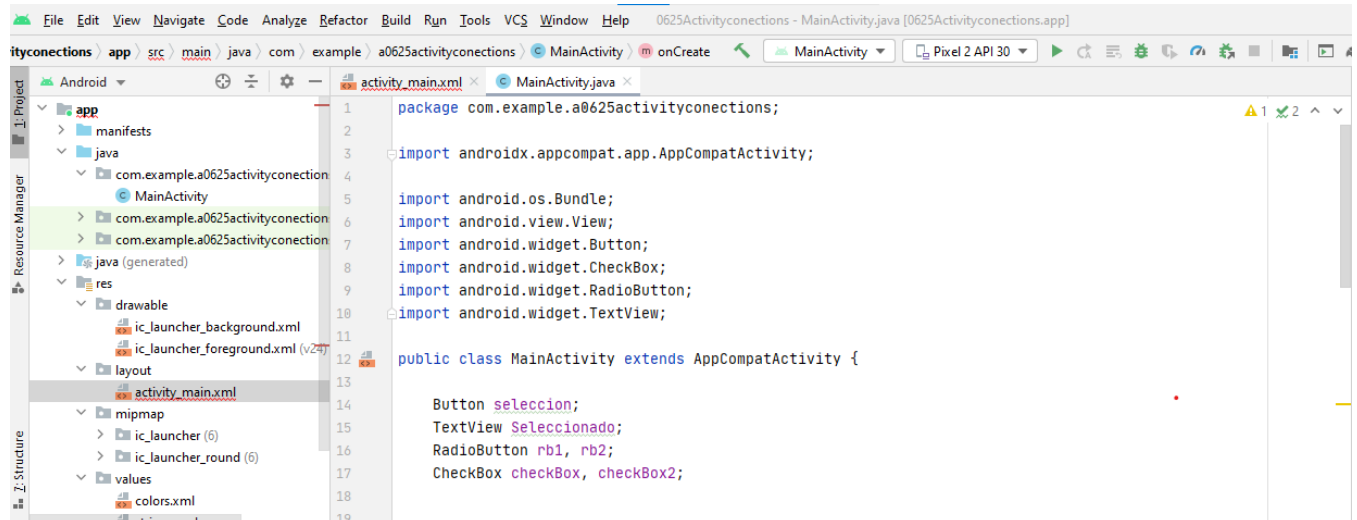 File Edit View Navigate Code Analyze Refactor Build Run Tools VCS Window Help 0625Activityconections - MainActivity.java [0625Activityconections.app]
ityconections › app › src › main › java › com › example › a0625activityconections › MainActivity › onCreate MainActivity Pixel 2 API 30
1: Project
Resource Manager
7: Structure
Android
app
manifests
java
com.example.a0625activityconection
MainActivity
com.example.a0625activityconection
com.example.a0625activityconection
java (generated)
res
drawable
ic_launcher_background.xml
ic_launcher_foreground.xml (v24)
layout
activity_main.xml
mipmap
ic_launcher (6)
ic_launcher_round (6)
values
colors.xml
activity_main.xml MainActivity.java
1 package com.example.a0625activityconections; 1 2
2
3 import androidx.appcompat.app.AppCompatActivity;
4
5 import android.os.Bundle;
6 import android.view.View;
7 import android.widget.Button;
8 import android.widget.CheckBox;
9 import android.widget.RadioButton;
10 import android.widget.TextView;
11
12 public class MainActivity extends AppCompatActivity {
13
14 Button seleccion;
15 TextView Seleccionado;
16 RadioButton rb1, rb2;
17 CheckBox checkBox, checkBox2;
18
19